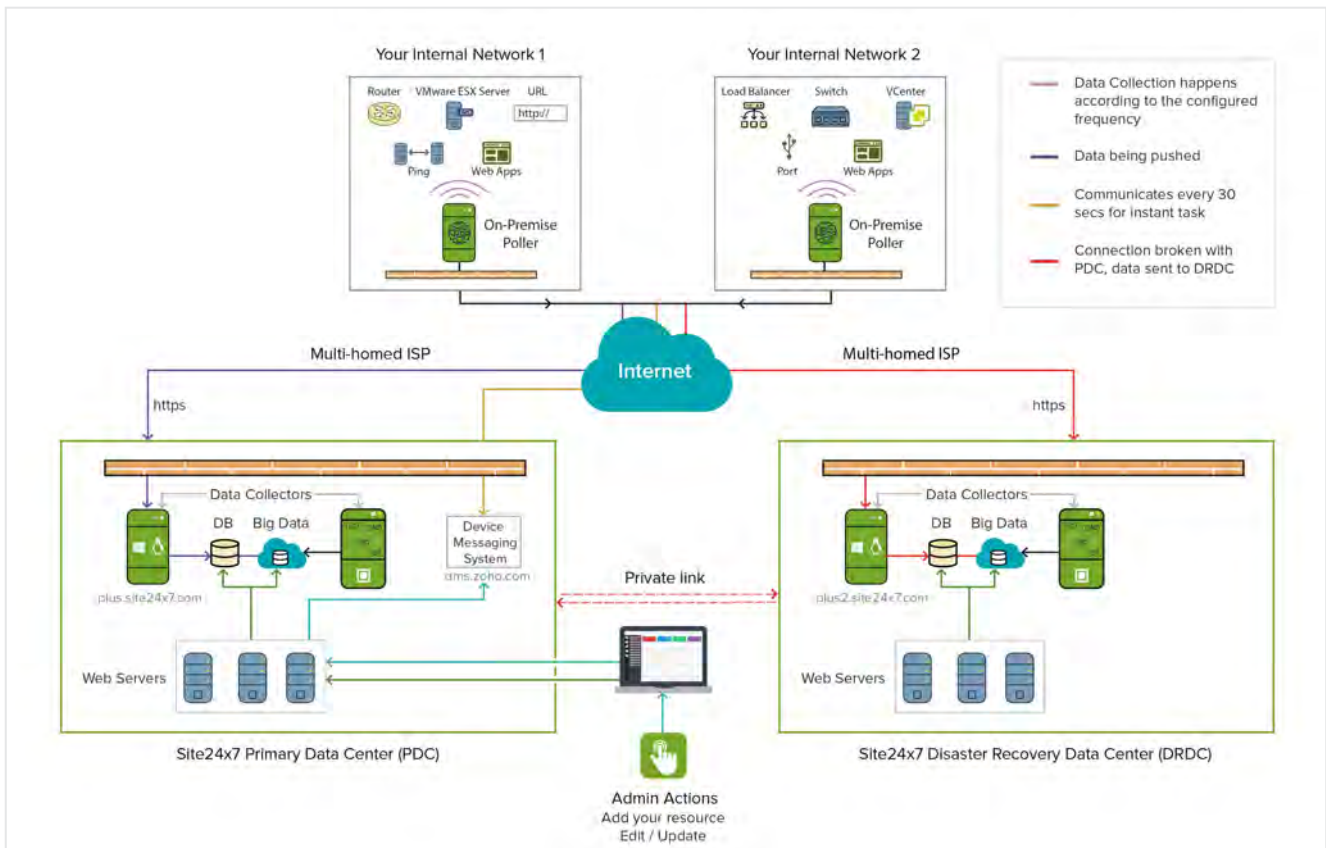 Your Internal Network 1
Router
VMware ESX Server
URL
http://
Ping
Web Apps
On-Premise
Poller
Your Internal Network 2
Load Balancer
Switch
VCenter
Port
Web Apps
On-Premise
Poller
Data Collection happens
according to the configured
frequency
Data being pushed
Communicates every 30
secs for instant task
Connection broken with
PDC, data sent to DRDC
Multi-homed ISP
Internet
Multi-homed ISP
https
https
Data Collectors
DB
Big Data
Device
Messaging
System
dms.zoho.com
plus.site24x7.com
Web Servers
Site24x7 Primary Data Center (PDC)
Private link
Data Collectors
DB
Big Data
plus2.site24x7.com
Web Servers
Site24x7 Disaster Recovery Data Center (DRDC)
Admin Actions
Add your resource
Edit / Update